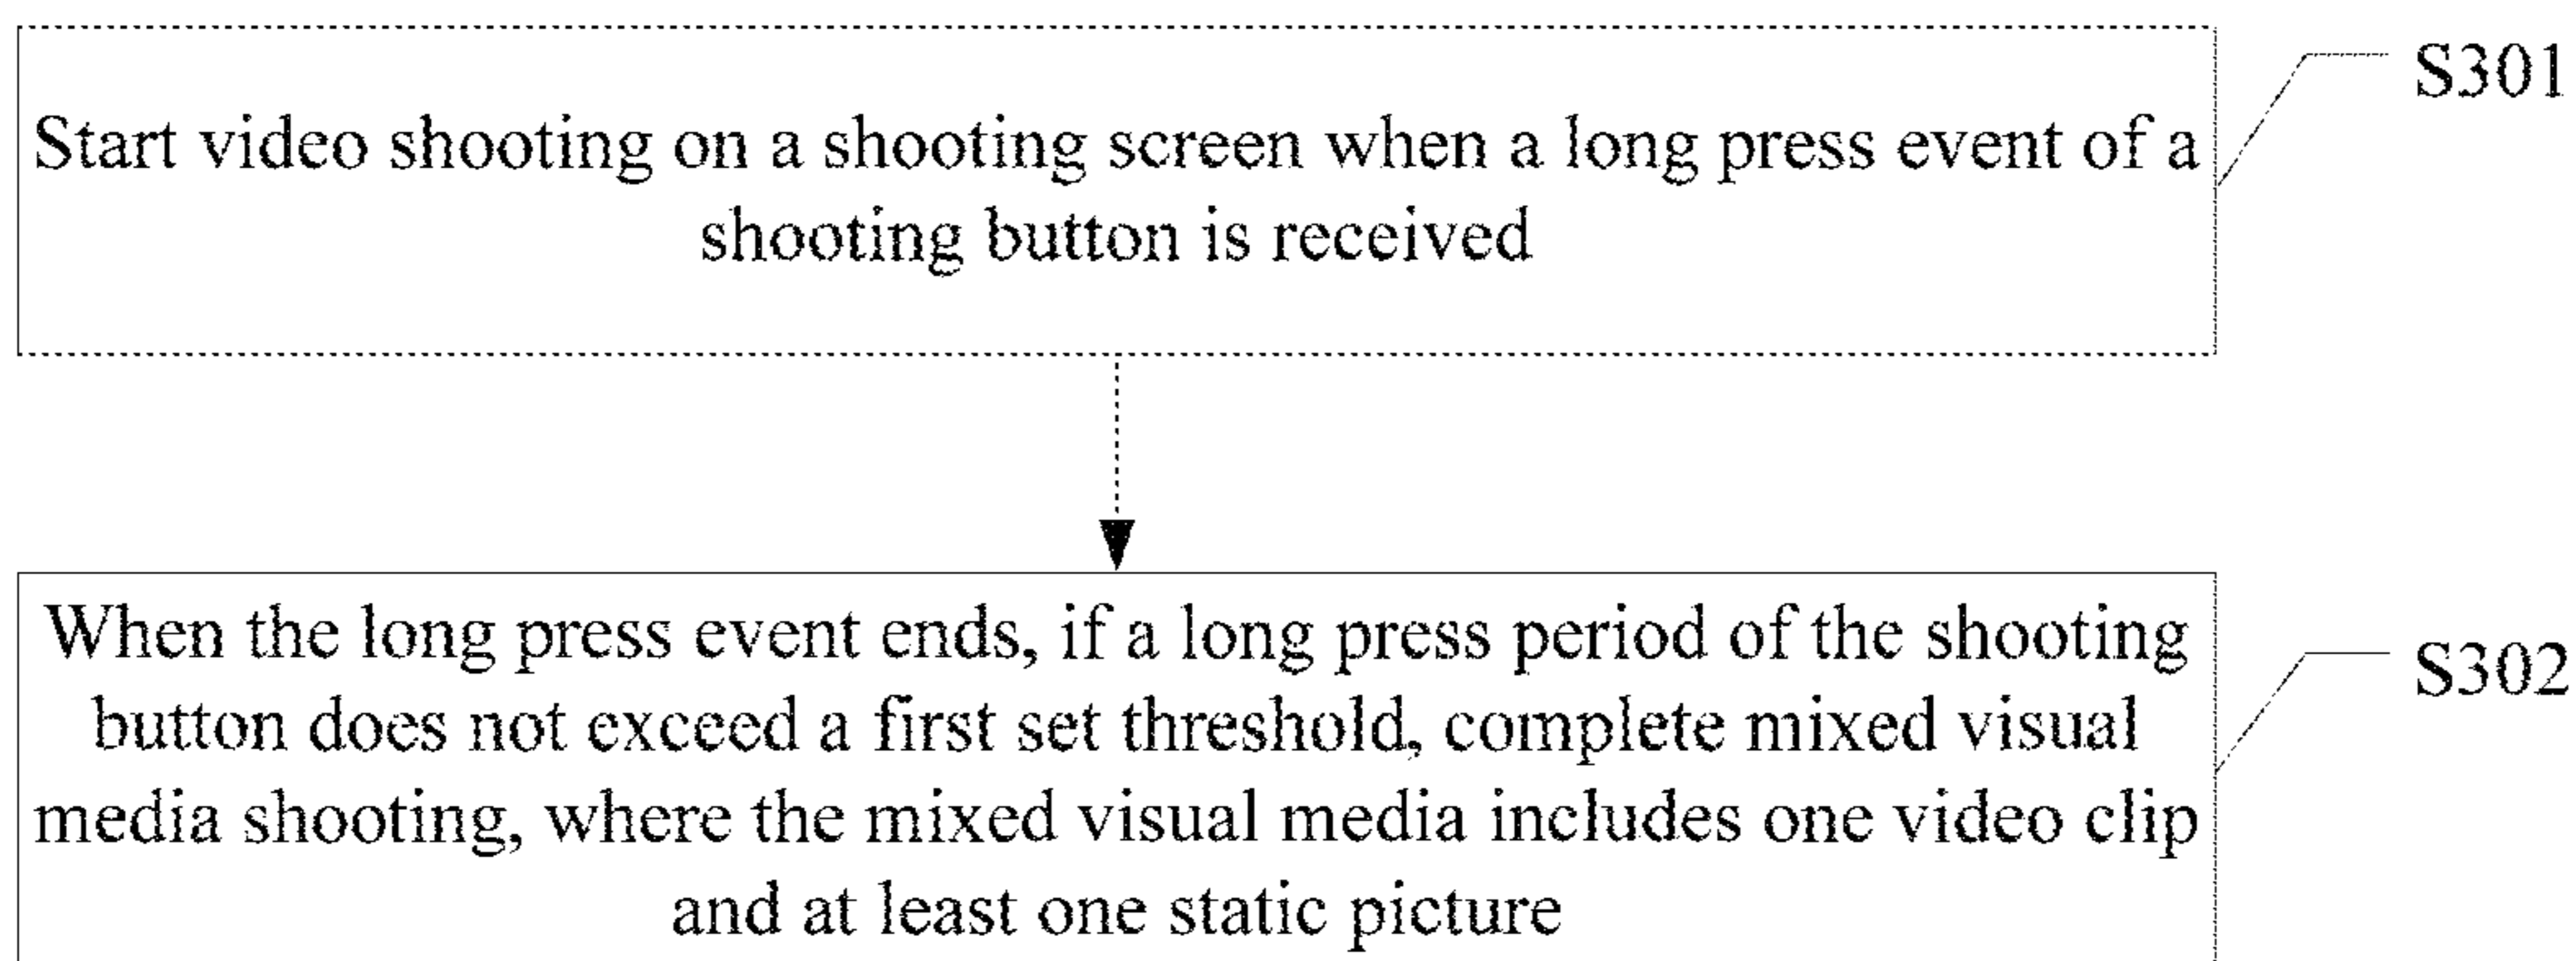 S301
Start video shooting on a shooting screen when a long press event of a
shooting button is received
When the long press event ends, if a long press period of the shooting
button does not exceed a first set threshold, complete mixed visual
media shooting, where the mixed visual media includes one video clip
and at least one static picture
S302